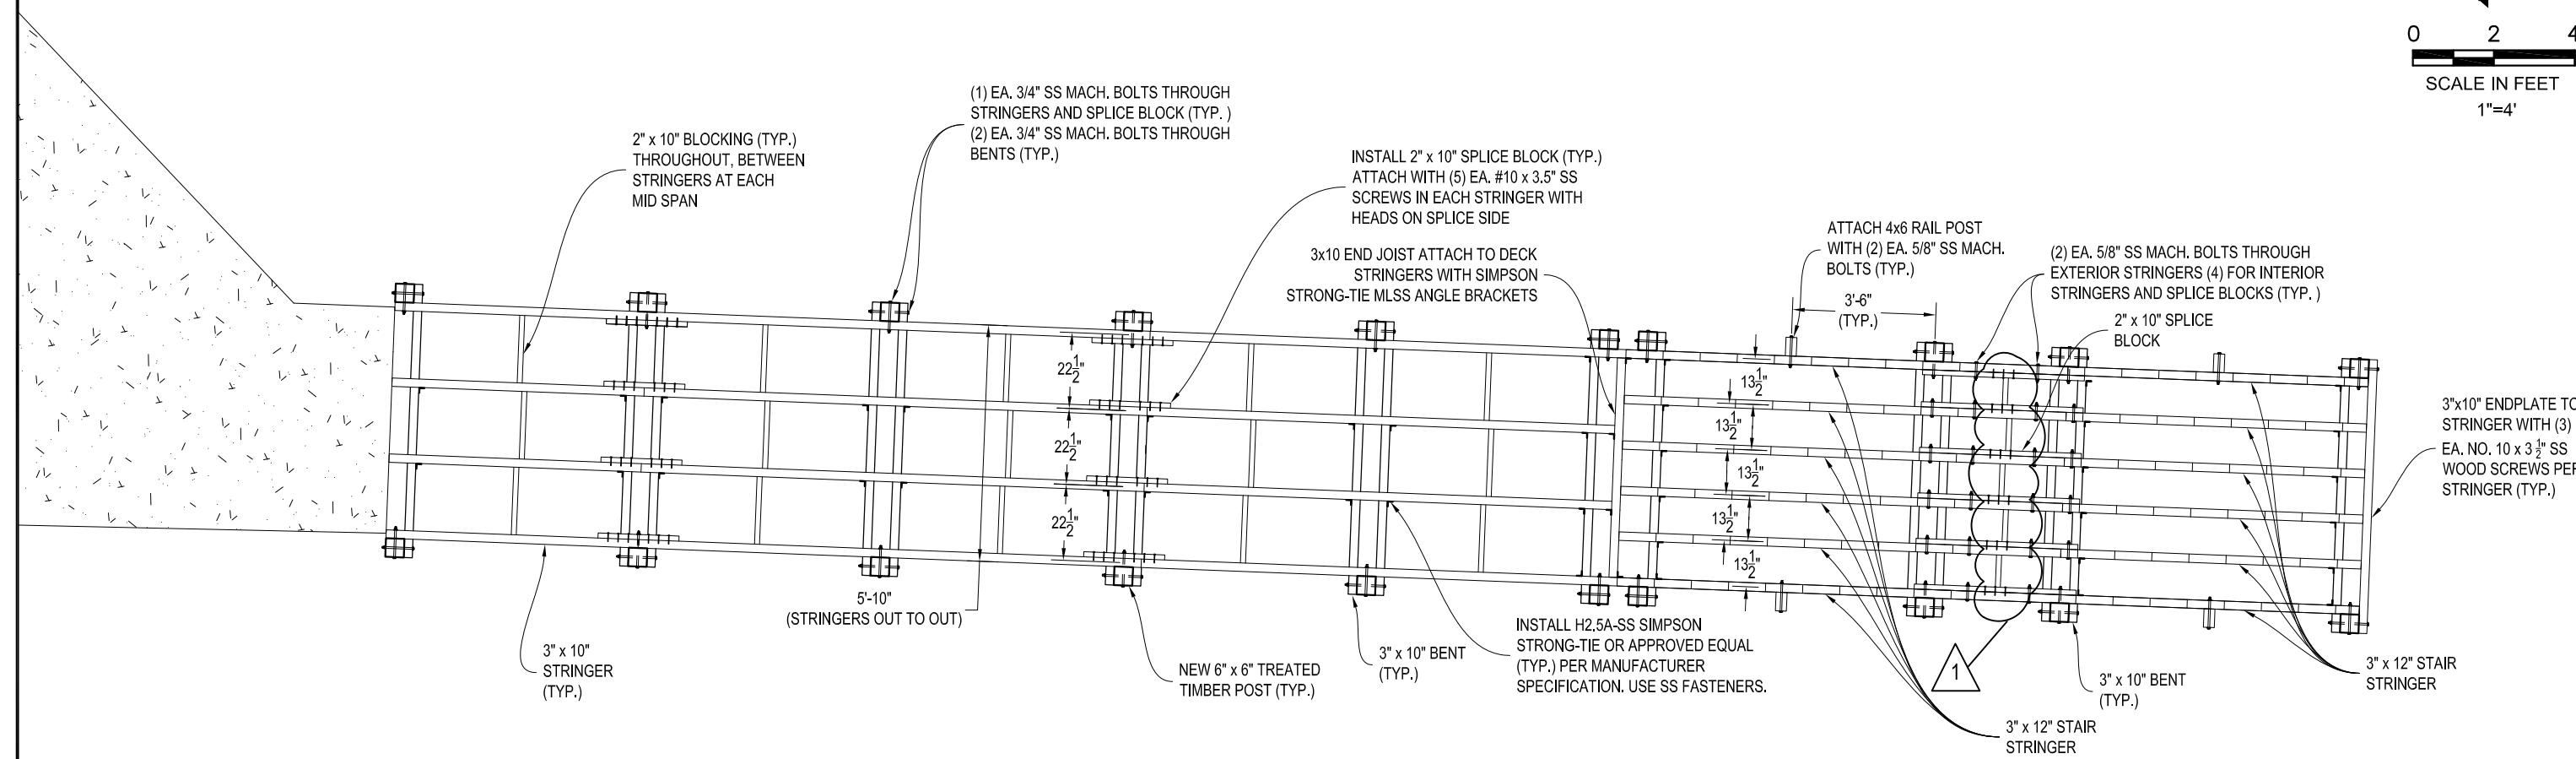 0 2 4
SCALE IN FEET
1"=4'
(1) EA. 3/4" SS MACH. BOLTS THROUGH
STRINGERS AND SPLICE BLOCK (TYP. )
(2) EA. 3/4" SS MACH. BOLTS THROUGH
BENTS (TYP.)
2" x 10" BLOCKING (TYP.)
THROUGHOUT, BETWEEN
STRINGERS AT EACH
MID SPAN
INSTALL 2" x 10" SPLICE BLOCK (TYP.)
ATTACH WITH (5) EA. #10 x 3.5" SS
SCREWS IN EACH STRINGER WITH
HEADS ON SPLICE SIDE
3x10 END JOIST ATTACH TO DECK
STRINGERS WITH SIMPSON
STRONG-TIE MLSS ANGLE BRACKETS
ATTACH 4x6 RAIL POST
WITH (2) EA. 5/8" SS MACH.
BOLTS (TYP.)
(2) EA. 5/8" SS MACH. BOLTS THROUGH
EXTERIOR STRINGERS (4) FOR INTERIOR
STRINGERS AND SPLICE BLOCKS (TYP. )
3'-6"
(TYP.)
2" x 10" SPLICE
BLOCK
22 1/2"
22 1/2"
22 1/2"
13 1/2"
13 1/2"
13 1/2"
13 1/2"
13 1/2"
3"x10" ENDPLATE TO
STRINGER WITH (3)
EA. NO. 10 x 3 1/2" SS
WOOD SCREWS PER
STRINGER (TYP.)
5'-10"
(STRINGERS OUT TO OUT)
3" x 10"
STRINGER
(TYP.)
NEW 6" x 6" TREATED
TIMBER POST (TYP.)
3" x 10" BENT
(TYP.)
INSTALL H2.5A-SS SIMPSON
STRONG-TIE OR APPROVED EQUAL
(TYP.) PER MANUFACTURER
SPECIFICATION. USE SS FASTENERS.
1
3" x 10" BENT
(TYP.)
3" x 12" STAIR
STRINGER
3" x 12" STAIR
STRINGER